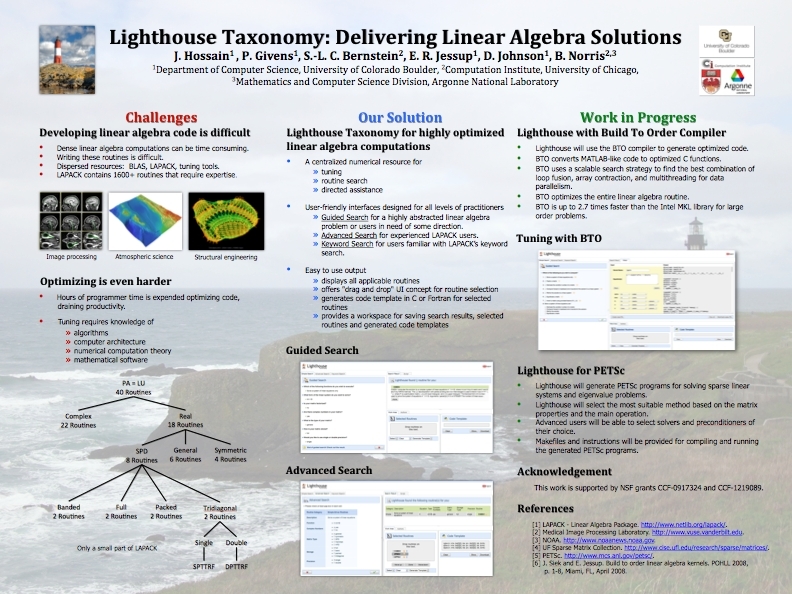 Lighthouse Taxonomy: Delivering Linear Algebra Solutions
J. Hossain1 , P. Givens1, S.-L. C. Bernstein2, E. R. Jessup1, D. Johnson1, B. Norris2,3
1Department of Computer Science, University of Colorado Boulder, 2Computation Institute, University of Chicago,
3Mathematics and Computer Science Division, Argonne National Laboratory
University of Colorado
Boulder
Computation Institute
Argonne
Challenges
Developing linear algebra code is difficult
• Dense linear algebra computations can be time consuming.
• Writing these routines is difficult.
• Dispersed resources: BLAS, LAPACK, tuning tools.
• LAPACK contains 1600+ routines that require expertise.
Image processing
Atmospheric science
Structural engineering
Optimizing is even harder
• Hours of programmer time is expended optimizing code,
draining productivity.
• Tuning requires knowledge of
» algorithms
» computer architecture
» numerical computation theory
» mathematical software
PA = LU
40 Routines
Complex
22 Routines
Real
18 Routines
SPD
8 Routines
General
6 Routines
Symmetric
4 Routines
Banded
2 Routines
Full
2 Routines
Packed
2 Routines
Tridiagonal
2 Routines
Single
Double
Only a small part of LAPACK
SPTTRF
DPTTRF
Our Solution
Lighthouse Taxonomy for highly optimized
linear algebra computations
• A centralized numerical resource for
» tuning
» routine search
» directed assistance
• User-friendly interfaces designed for all levels of practitioners
» Guided Search for a highly abstracted linear algebra
problem or users in need of some direction.
» Advanced Search for experienced LAPACK users.
» Keyword Search for users familiar with LAPACK's keyword
search.
• Easy to use output
» displays all applicable routines
» offers "drag and drop" UI concept for routine selection
» generates code template in C or Fortran for selected
routines
» provides a workspace for saving search results, selected
routines and generated code templates
Guided Search
Lighthouse
Advanced Search
Lighthouse
Work in Progress
Lighthouse with Build To Order Compiler
• Lighthouse will use the BTO compiler to generate optimized code.
• BTO converts MATLAB-like code to optimized C functions.
• BTO uses a scalable search strategy to find the best combination of
loop fusion, array contraction, and multithreading for data
parallelism.
• BTO optimizes the entire linear algebra routine.
• BTO is up to 2.7 times faster than the Intel MKL library for large
order problems.
Tuning with BTO
Lighthouse
Lighthouse for PETSc
• Lighthouse will generate PETSc programs for solving sparse linear
systems and eigenvalue problems.
• Lighthouse will select the most suitable method based on the matrix
properties and the main operation.
• Advanced users will be able to select solvers and preconditioners of
their choice.
• Makefiles and instructions will be provided for compiling and running
the generated PETSc programs.
Acknowledgement
This work is supported by NSF grants CCF-0917324 and CCF-1219089.
References
[1] LAPACK - Linear Algebra Package. http://www.netlib.org/lapack/.
[2] Medical Image Processing Laboratory. http://www.vuse.vanderbilt.edu.
[3] NOAA. http://www.noaanews.noaa.gov.
[4] UF Sparse Matrix Collection. http://www.cise.ufl.edu/research/sparse/matrices/.
[5] PETSc. http://www.mcs.anl.gov/petsc/.
[6] J. Siek and E. Jessup. Build to order linear algebra kernels. POHLL 2008,
p. 1-8, Miami, FL, April 2008.